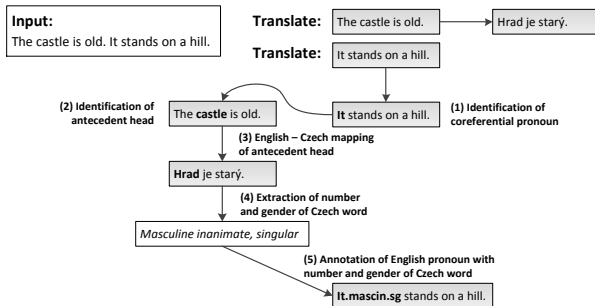 Input:
The castle is old. It stands on a hill.
Translate:
The castle is old.
Hrad je starý.
Translate:
It stands on a hill.
(2) Identification of
antecedent head
The castle is old.
It stands on a hill.
(1) Identification of
coreferential pronoun
(3) English – Czech mapping
of antecedent head
Hrad je starý.
(4) Extraction of number
and gender of Czech word
Masculine inanimate, singular
(5) Annotation of English pronoun with
number and gender of Czech word
It.mascin.sg stands on a hill.